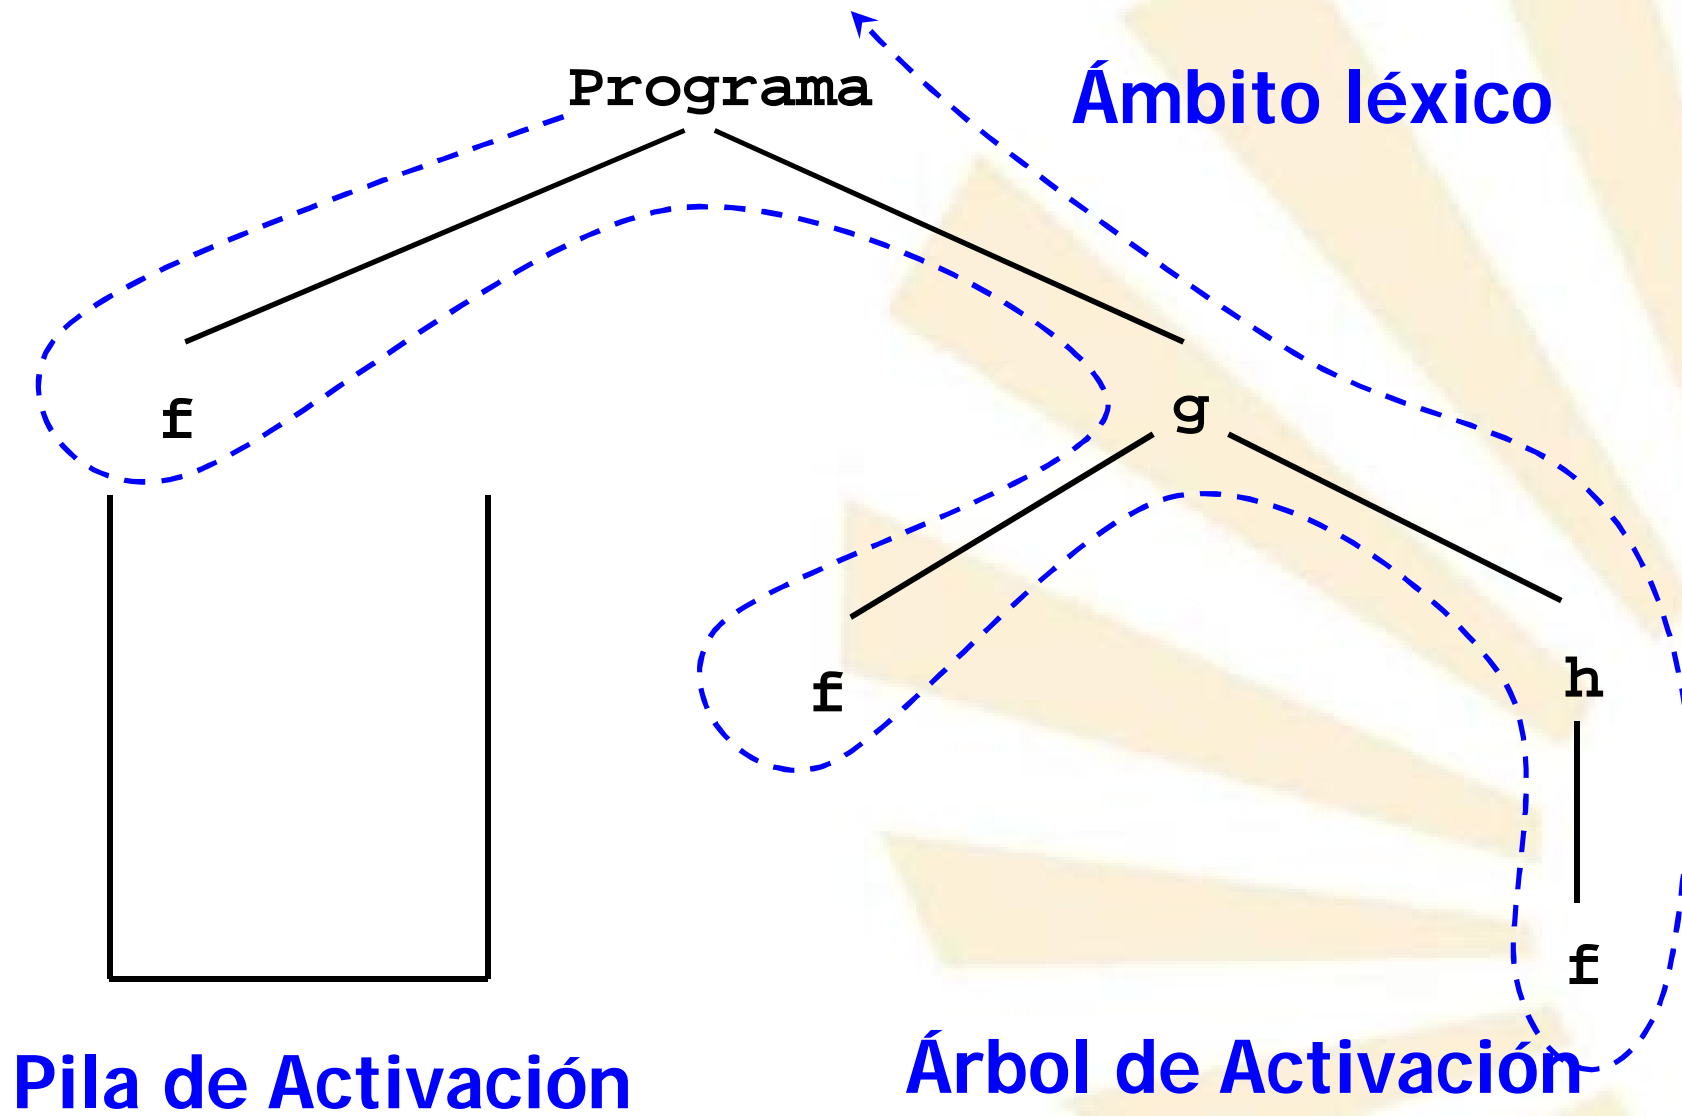 Programa
Ámbito léxico
f
g
f
h
f
Pila de Activación
Árbol de Activación